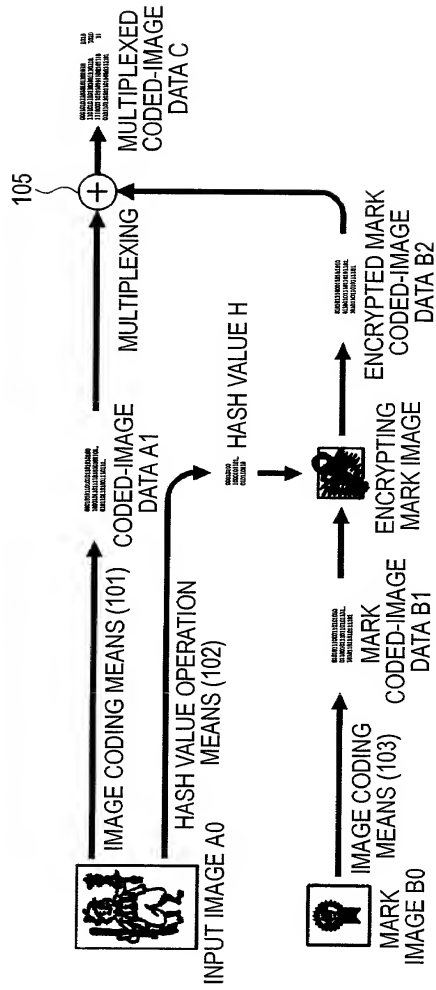 INPUT IMAGE A0
IMAGE CODING MEANS (101)
CODED-IMAGE
DATA A1
MULTIPLEXING
105
+
MULTIPLEXED
CODED-IMAGE
DATA C
HASH VALUE OPERATION
MEANS (102)
HASH VALUE H
MARK
IMAGE B0
IMAGE CODING
MEANS (103)
MARK
CODED-IMAGE
DATA B1
ENCRYPTING
MARK IMAGE
ENCRYPTED MARK
CODED-IMAGE
DATA B2